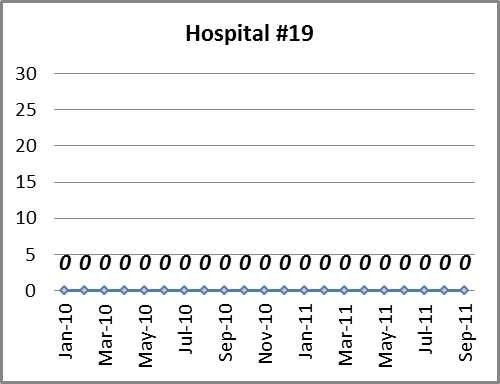 Hospital #19
30
25
20
15
10
5
0 0 0 0 0 0 0 0 0 0 0 0 0 0 0 0 0 0 0 0 0
0
Jan-10 Mar-10 May-10 Jul-10 Sep-10 Nov-10 Jan-11 Mar-11 May-11 Jul-11 Sep-11